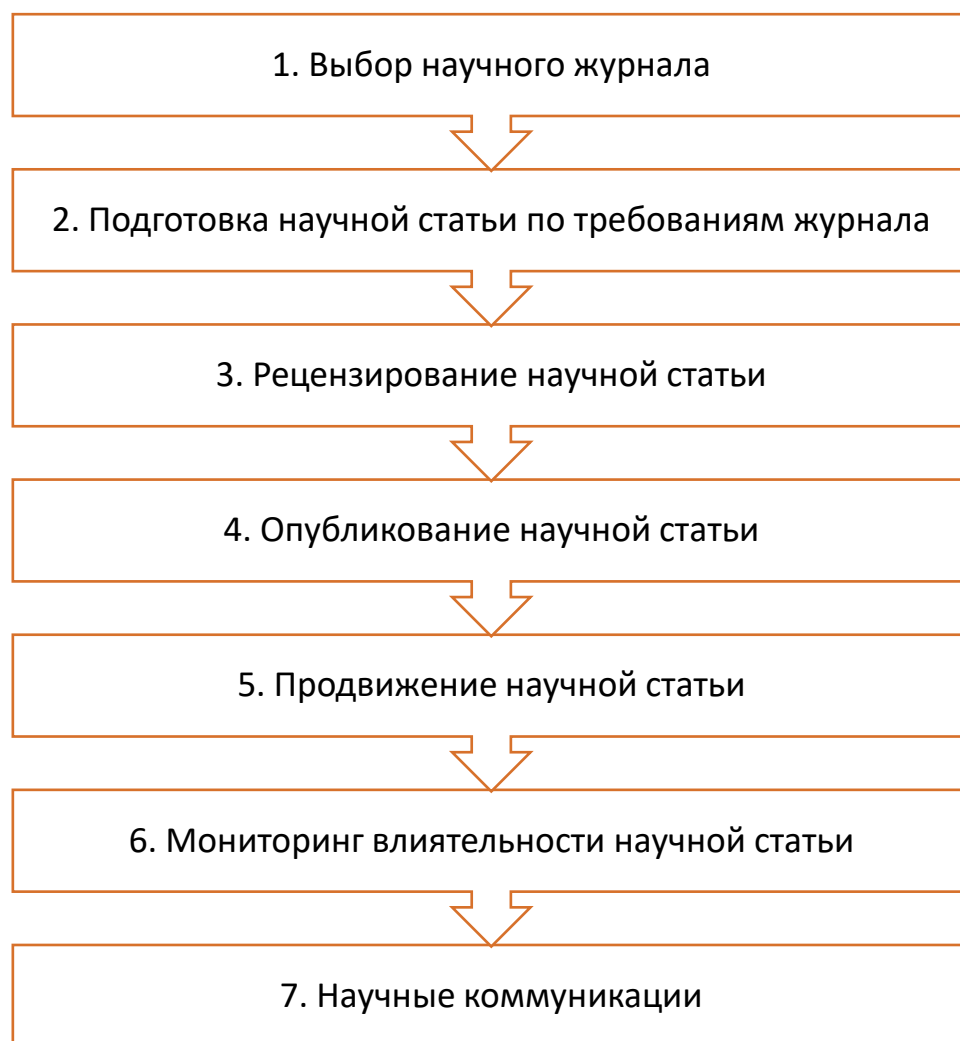 1. Выбор научного журнала
2. Подготовка научной статьи по требованиям журнала
3. Рецензирование научной статьи
4. Опубликование научной статьи
5. Продвижение научной статьи
6. Мониторинг влиятельности научной статьи
7. Научные коммуникации